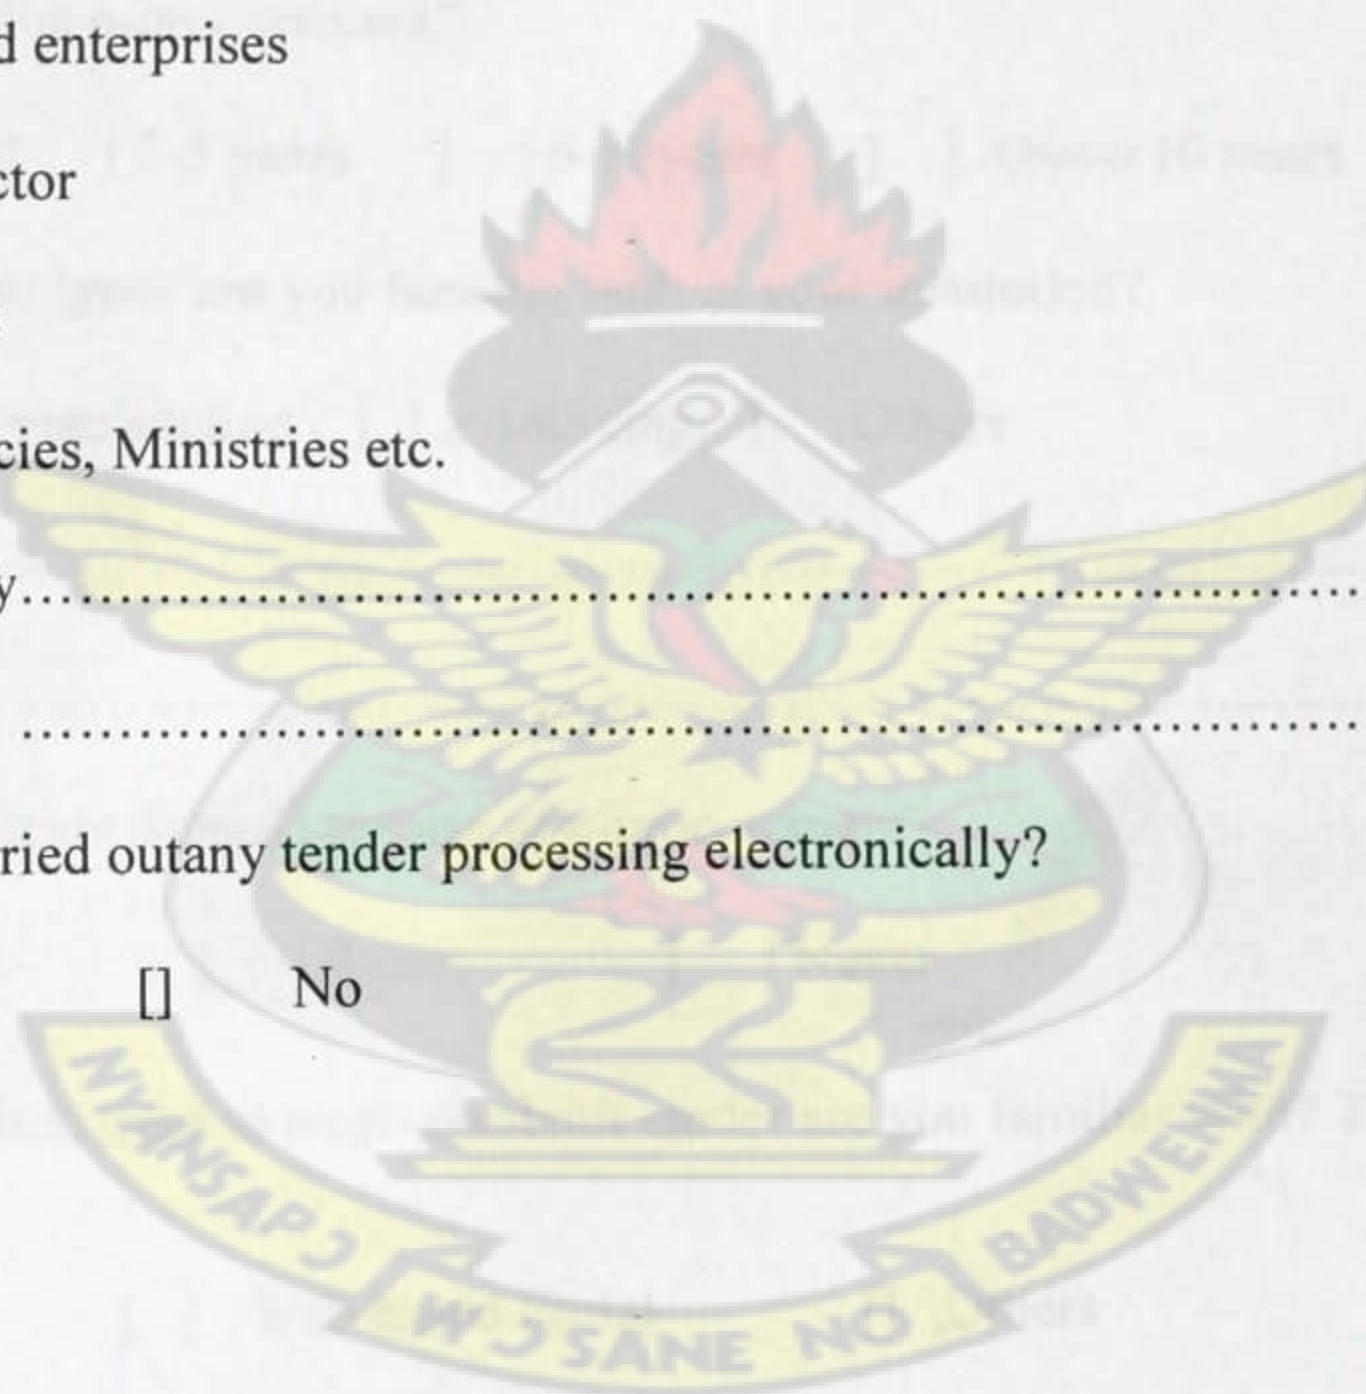 d enterprises
ctor
cies, Ministries etc.
y..........................................................................
..........................................................................
ried outany tender processing electronically?
[] No
NYANSAPƆ WƆSANE NO BADWENMA